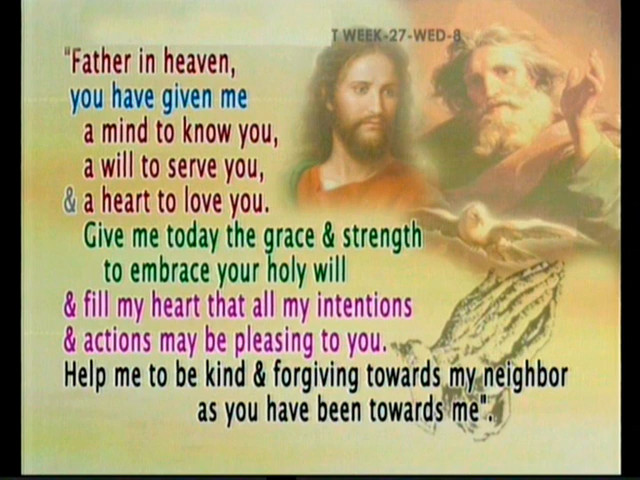 T WEEK-27-WED-8
"Father in heaven,
you have given me
a mind to know you,
a will to serve you,
& a heart to love you.
Give me today the grace & strength
to embrace your holy will
& fill my heart that all my intentions
& actions may be pleasing to you.
Help me to be kind & forgiving towards my neighbor
as you have been towards me".